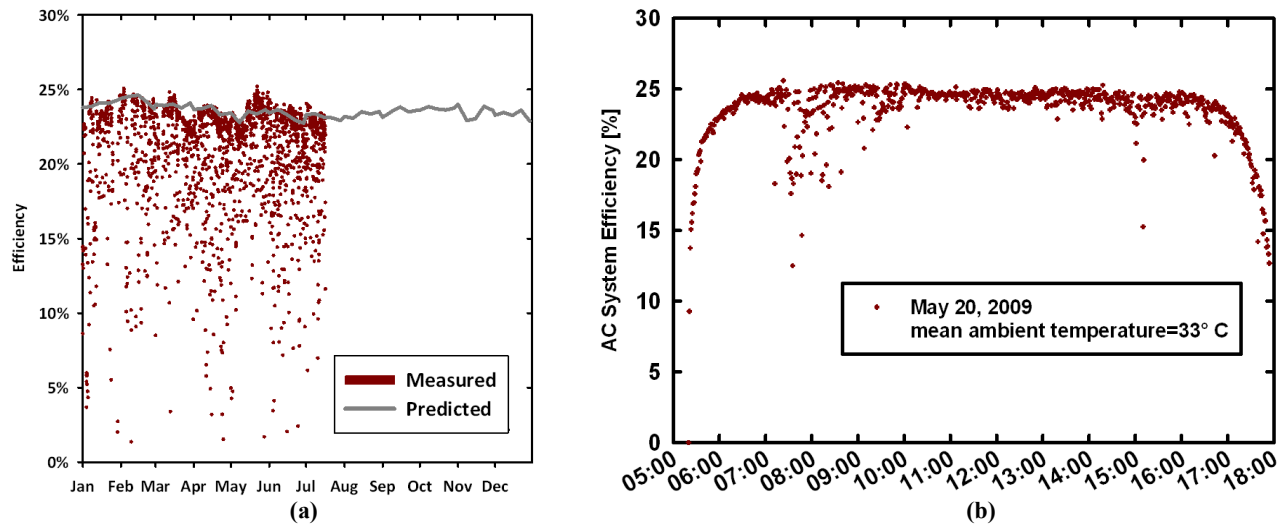 30%
25%
20%
15%
10%
5%
0%
Efficiency
Measured
Predicted
Jan Feb Mar Apr May Jun Jul Aug Sep Oct Nov Dec
(a)
30
25
20
15
10
5
0
AC System Efficiency [%]
May 20, 2009
mean ambient temperature=33° C
05:00 06:00 07:00 08:00 09:00 10:00 11:00 12:00 13:00 14:00 15:00 16:00 17:00 18:00
(b)